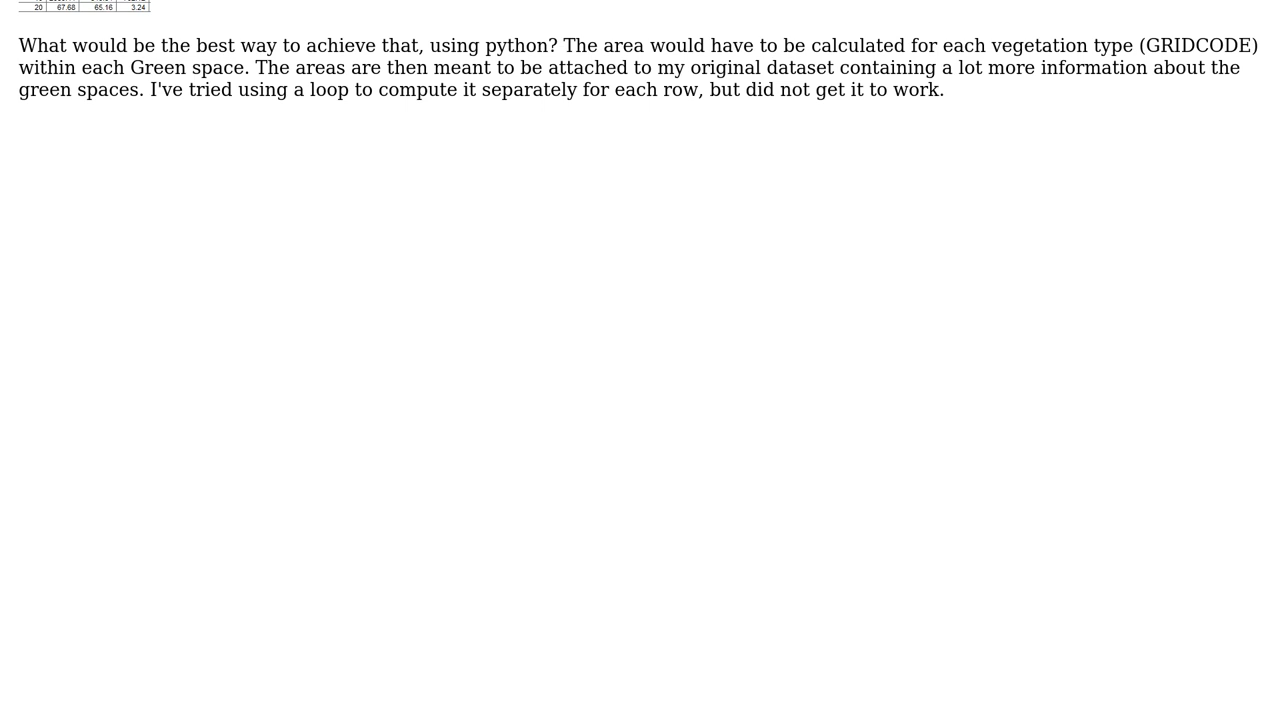 20 67.68 65.16 3.24
What would be the best way to achieve that, using python? The area would have to be calculated for each vegetation type (GRIDCODE)
within each Green space. The areas are then meant to be attached to my original dataset containing a lot more information about the
green spaces. I've tried using a loop to compute it separately for each row, but did not get it to work.